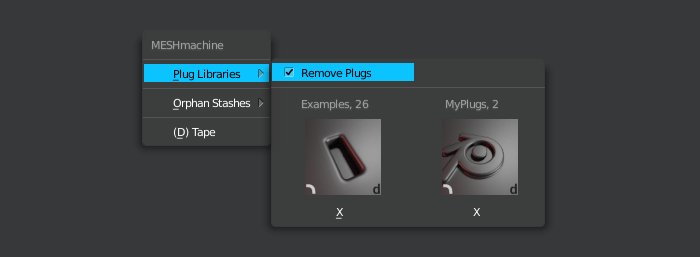 MESHmachine
Plug Libraries
Orphan Stashes
(D) Tape
Remove Plugs
Examples, 26
MyPlugs, 2
d
d
X
X